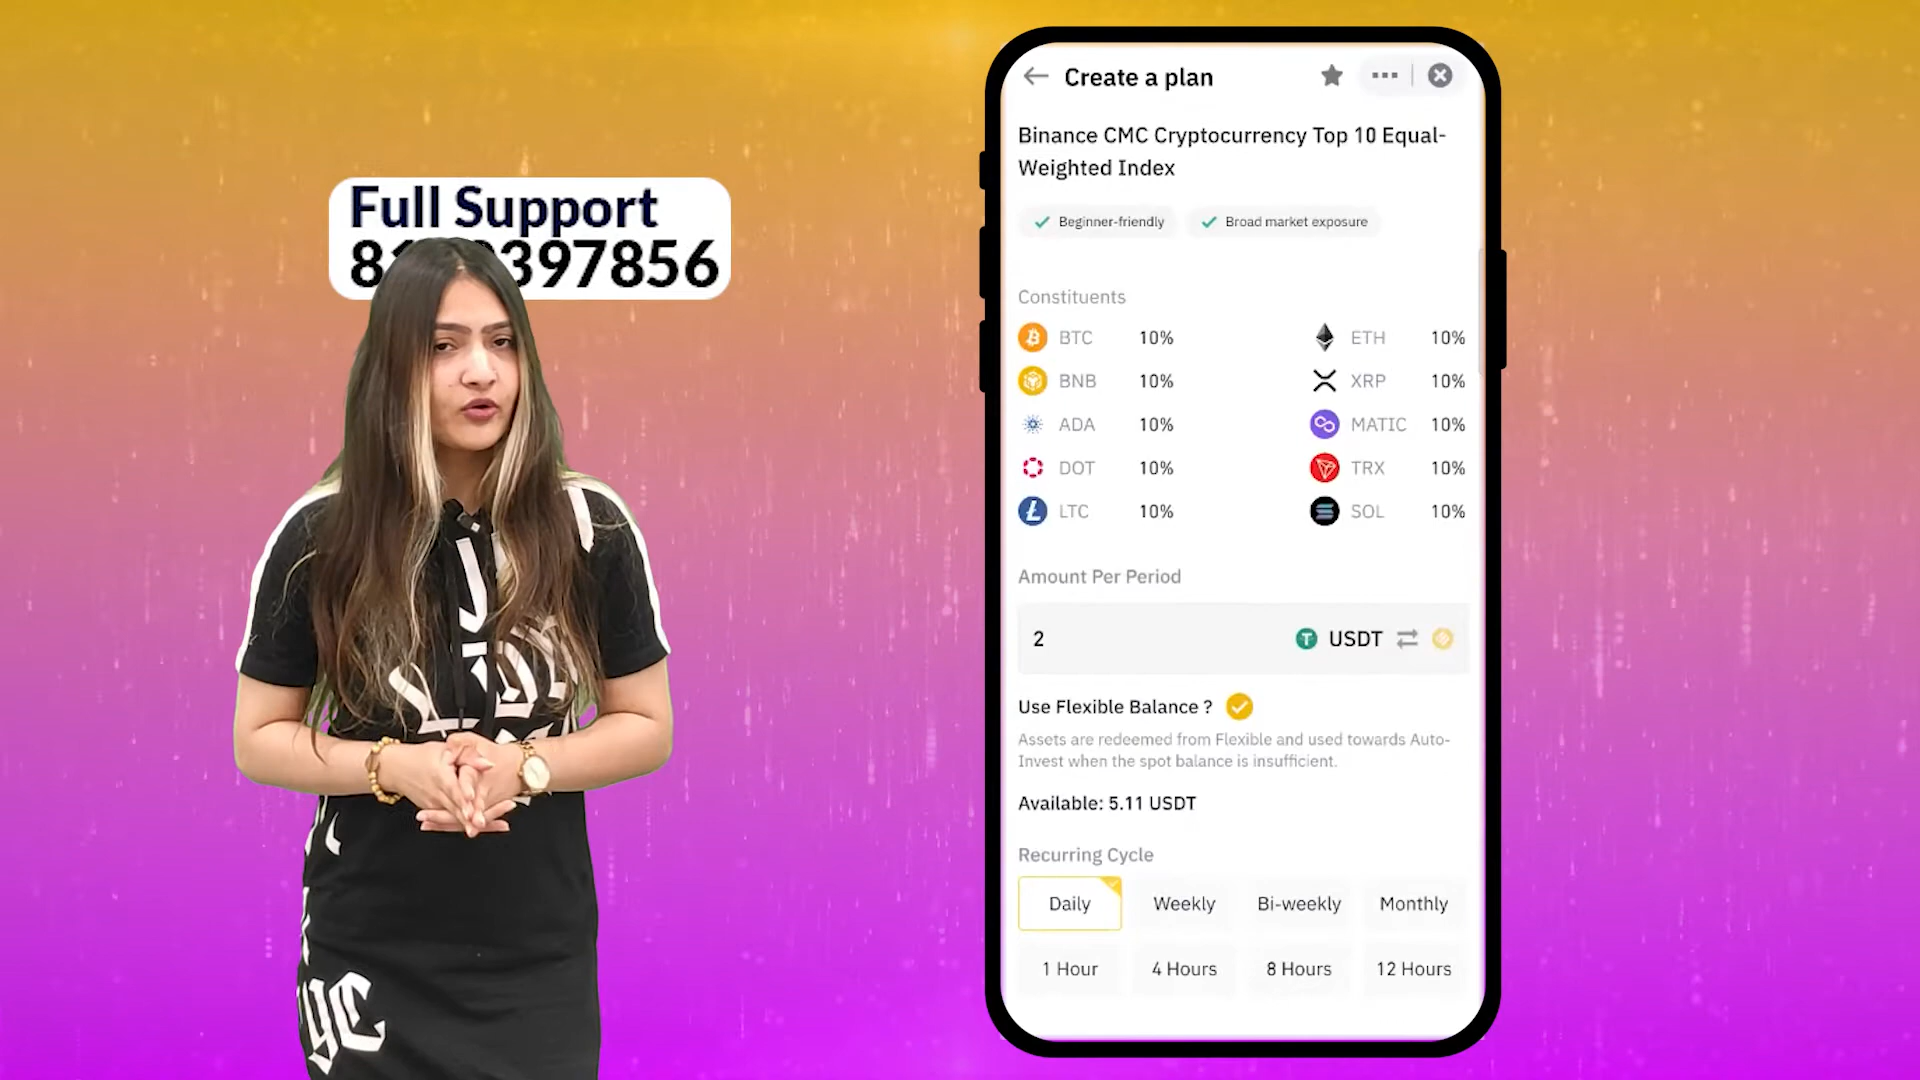 Full Support
397856
Create a plan
Binance CMC Cryptocurrency Top 10 Equal-
Weighted Index
Beginner-friendly
Broad market exposure
Constituents
BTC 10% ETH 10%
BNB 10% XRP 10%
ADA 10% MATIC 10%
DOT 10% TRX 10%
LTC 10% SOL 10%
Amount Per Period
2 USDT
Use Flexible Balance ?
Assets are redeemed from Flexible and used towards Auto-
Invest when the spot balance is insufficient.
Available: 5.11 USDT
Recurring Cycle
Daily Weekly Bi-weekly Monthly
1 Hour 4 Hours 8 Hours 12 Hours